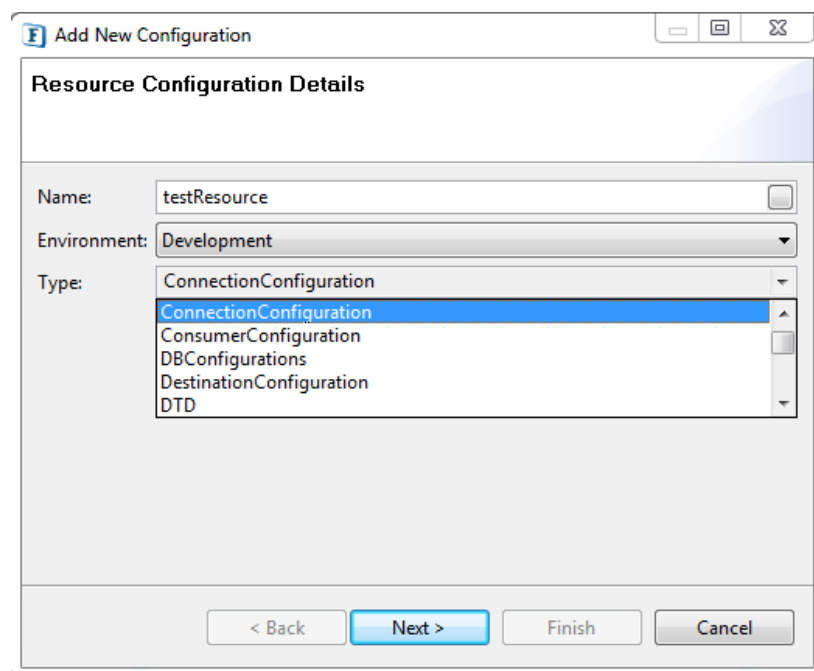 F Add New Configuration
Resource Configuration Details
Name: testResource
Environment: Development
Type: ConnectionConfiguration
ConnectionConfiguration
ConsumerConfiguration
DBConfigurations
DestinationConfiguration
DTD
< Back Next > Finish Cancel